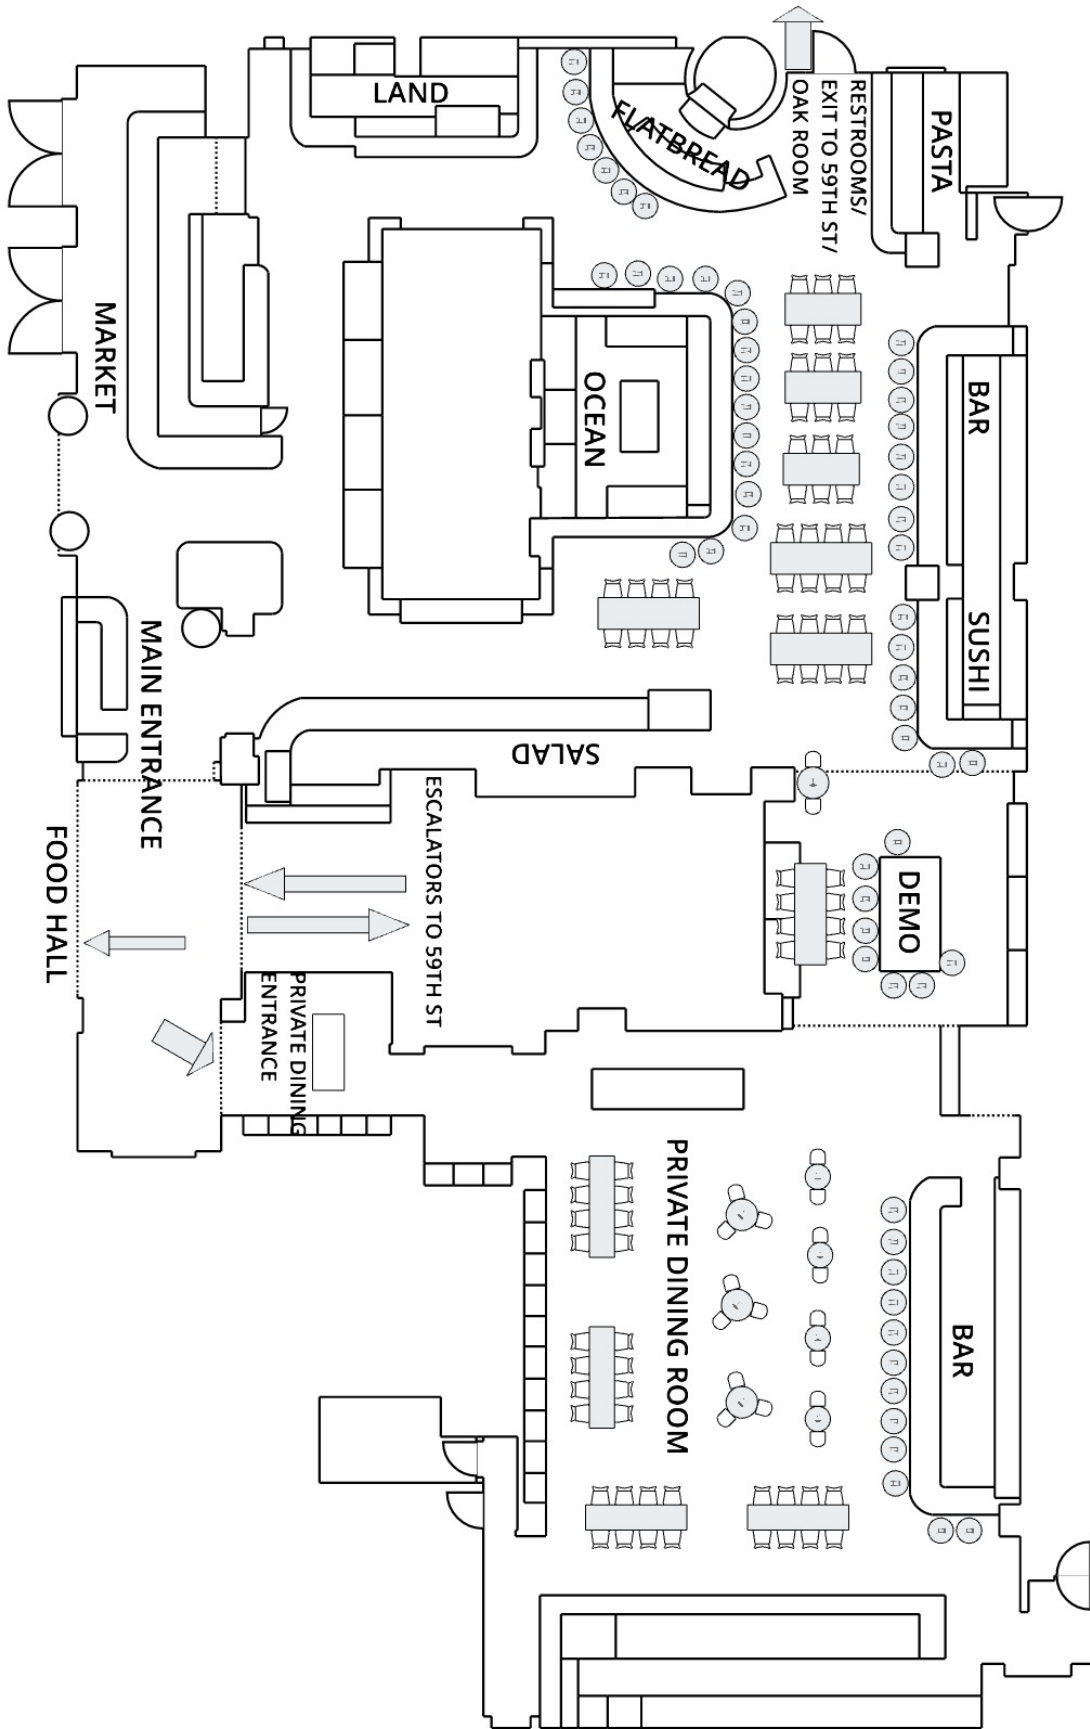 LAND
FLATBREAD
RESTROOMS/
EXIT TO 59TH ST/
OAK ROOM
PASTA
MARKET
OCEAN
BAR
SUSHI
MAIN ENTRANCE
SALAD
FOOD HALL
ESCALATORS TO 59TH ST
DEMO
PRIVATE DINING
ENTRANCE
PRIVATE DINING ROOM
BAR